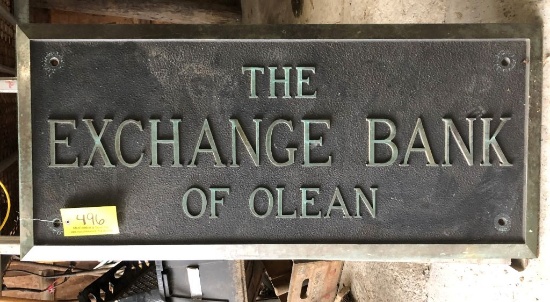 THE
EXCHANGE BANK
OF OLEAN
496